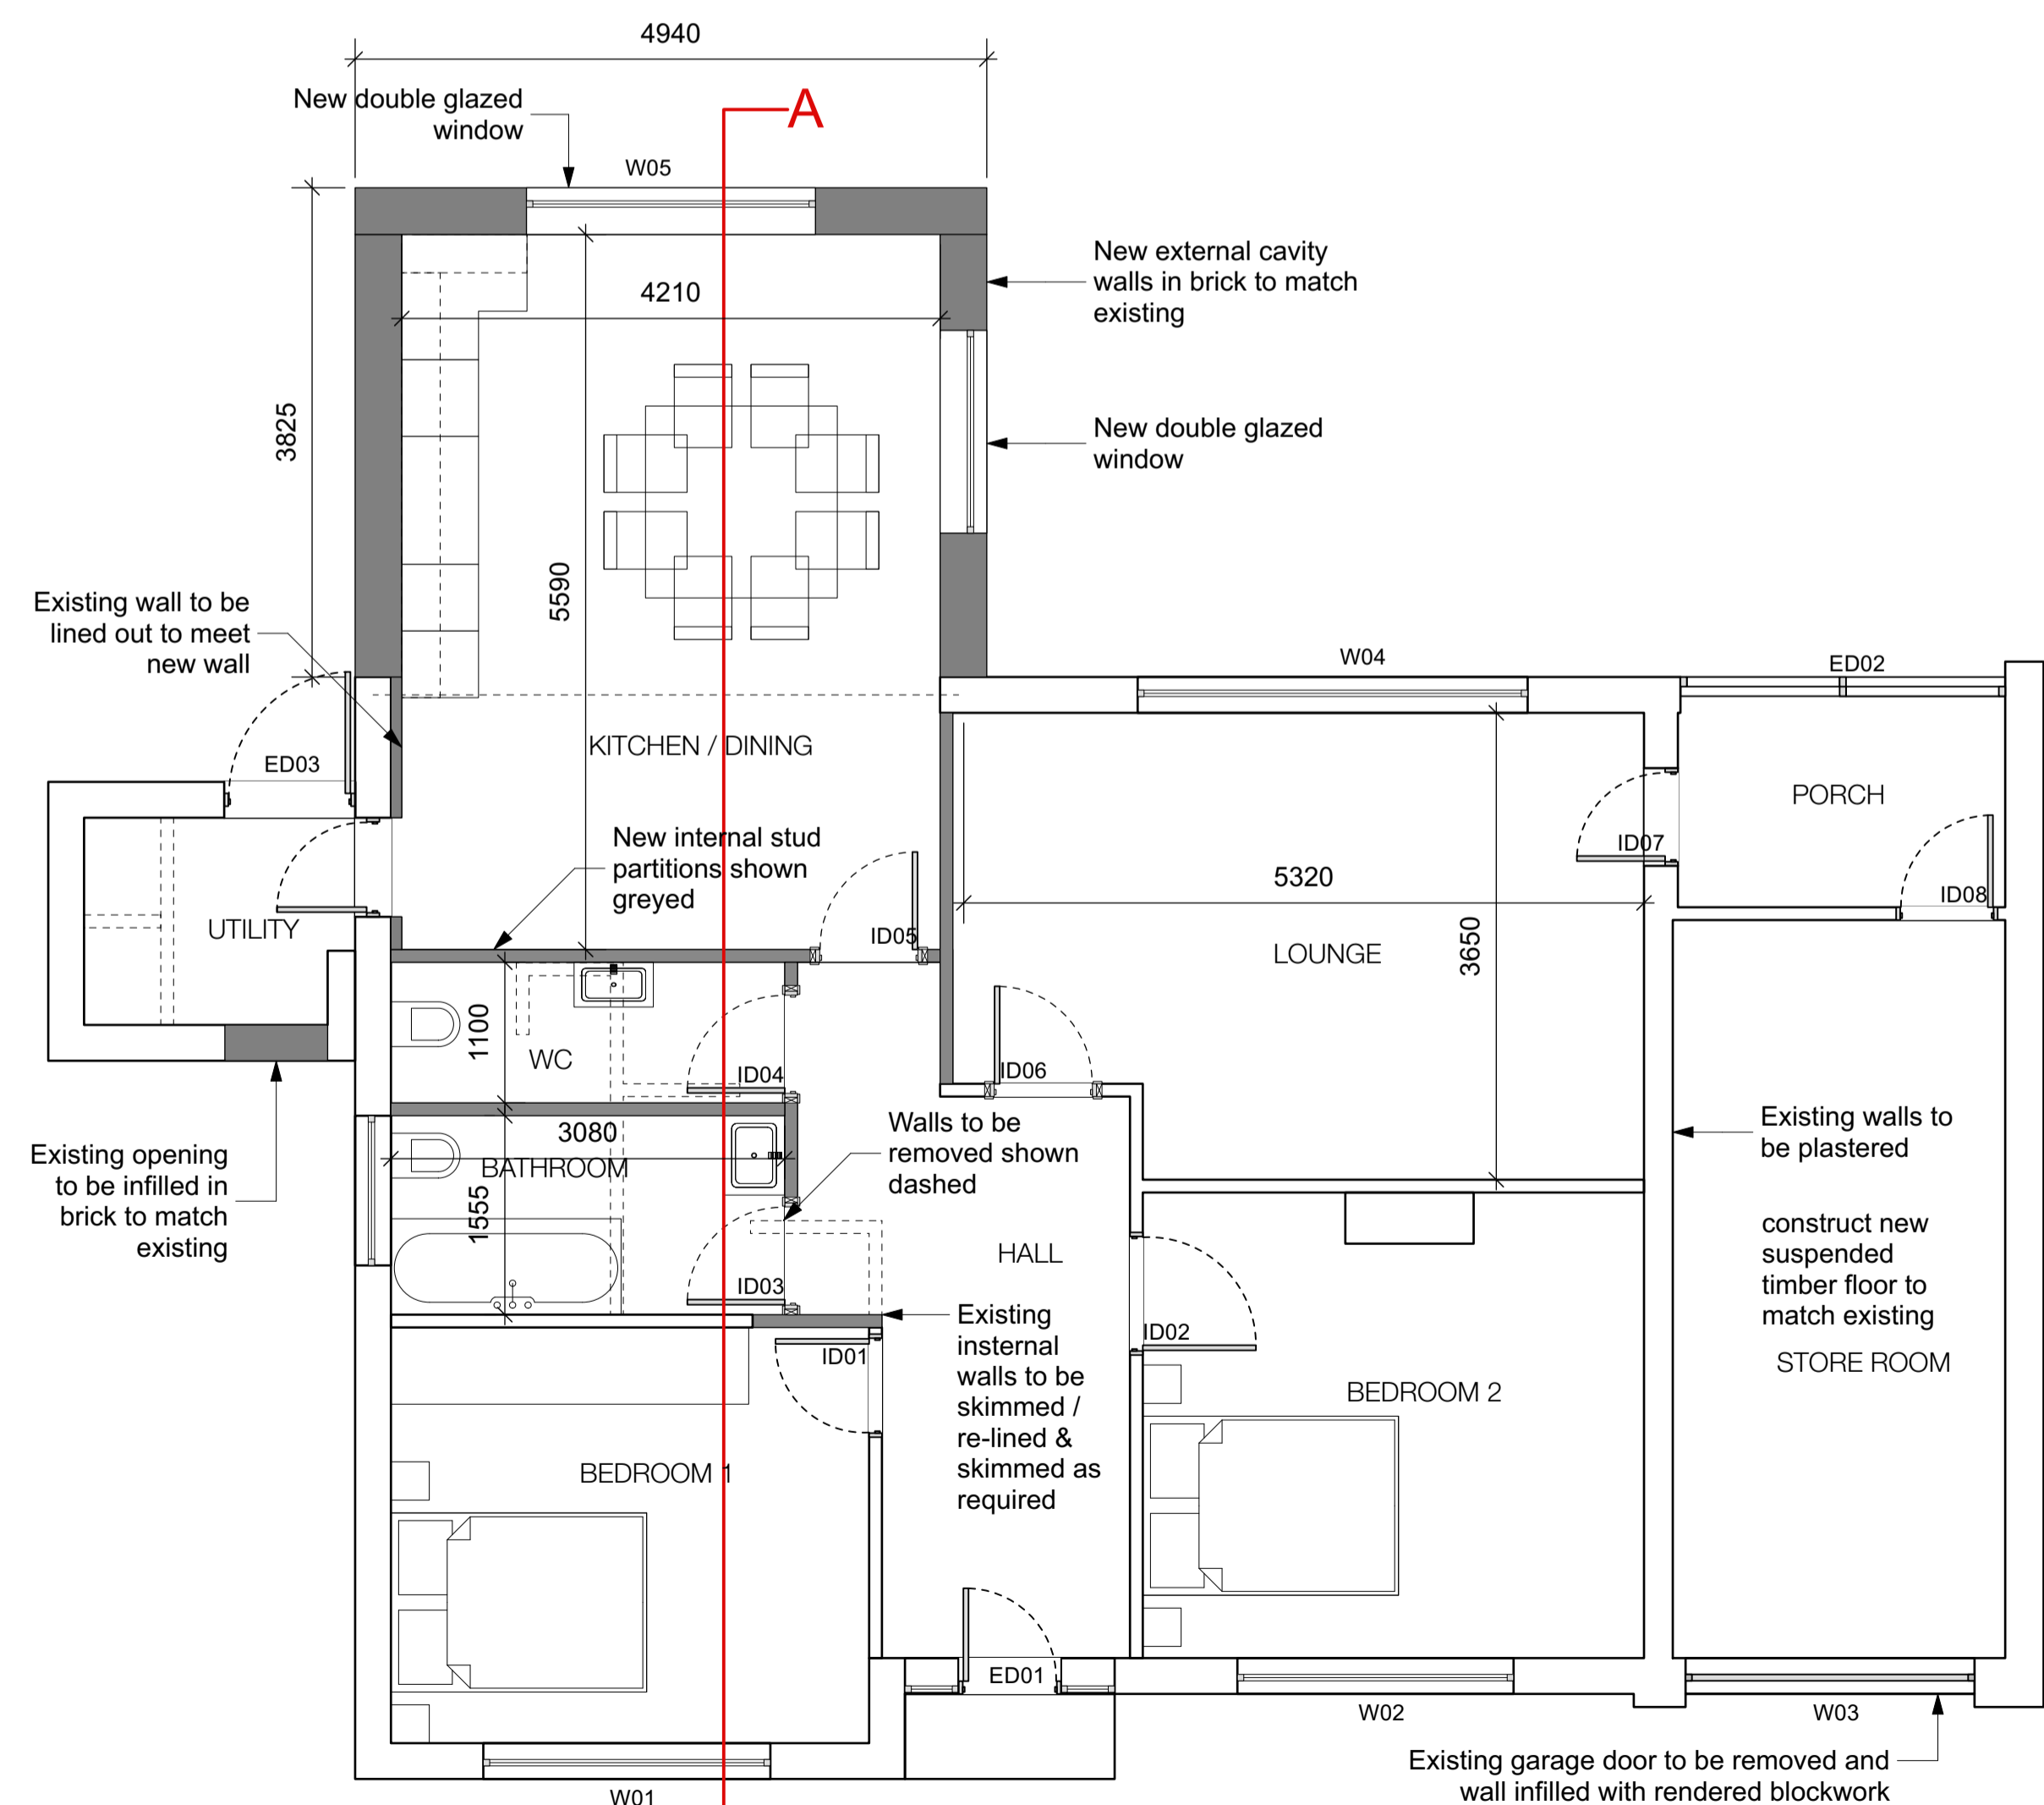 4940
New double glazed
window
A
W05
New external cavity
walls in brick to match
existing
4210
3825
New double glazed
window
5590
Existing wall to be
lined out to meet
new wall
W04
ED02
KITCHEN / DINING
ED03
PORCH
New internal stud
partitions shown
greyed
ID07
5320
ID08
UTILITY
ID05
LOUNGE
3650
1100
WC
ID04
ID06
Walls to be
removed shown
dashed
Existing walls to
be plastered
3080
BATHROOM
1555
Existing opening
to be infilled in
brick to match
existing
construct new
suspended
timber floor to
match existing
HALL
ID03
Existing
insternal
walls to be
skimmed /
re-lined &
skimmed as
required
ID02
ID01
STORE ROOM
BEDROOM 2
BEDROOM 1
ED01
W02
W03
Existing garage door to be removed and
wall infilled with rendered blockwork
W01